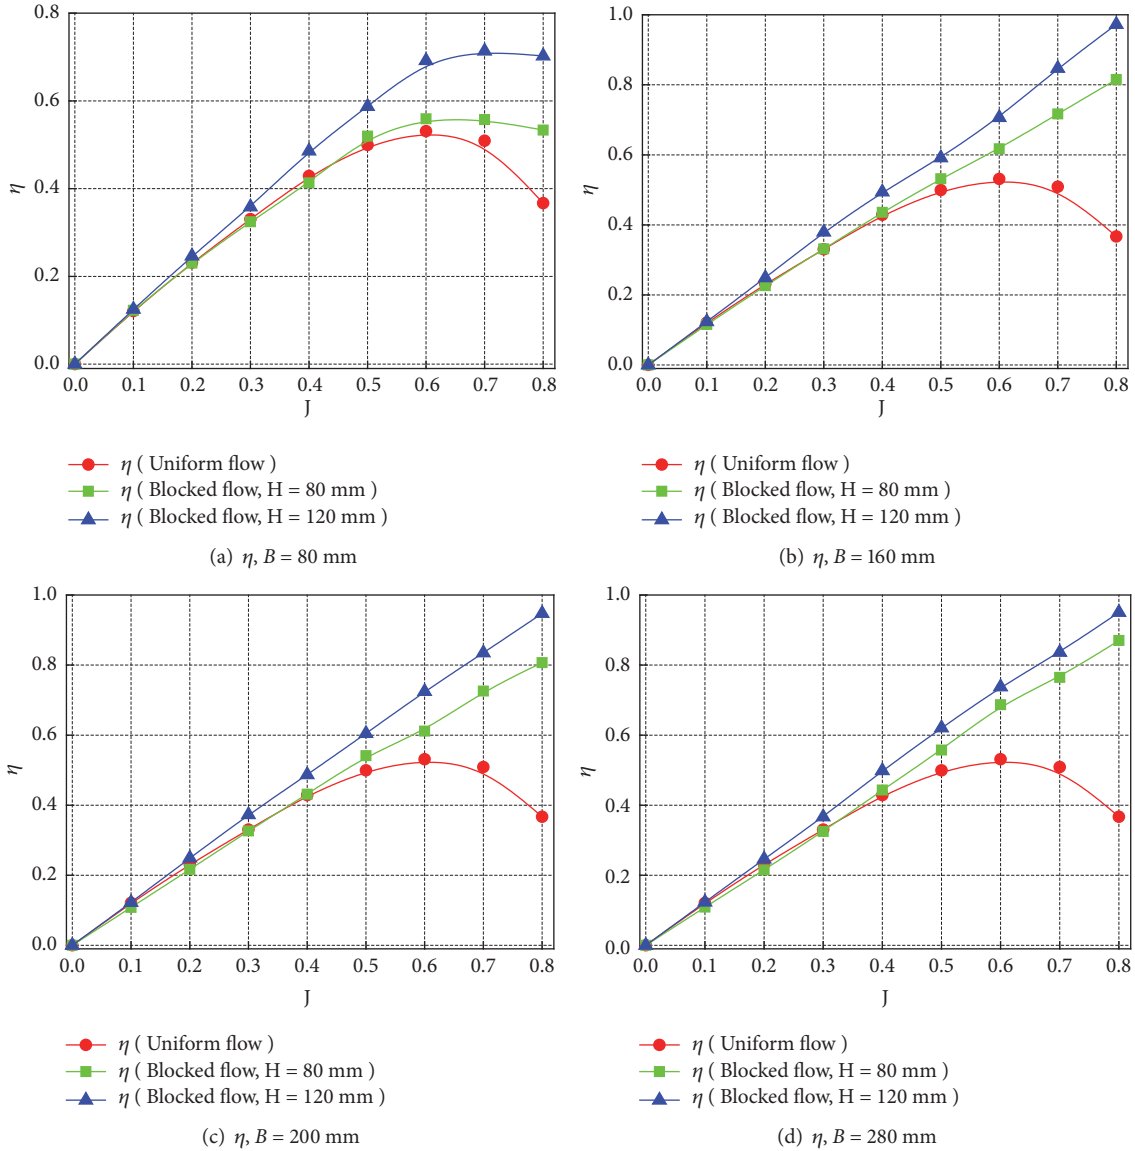 0.8
0.6
0.4
0.2
0.0
η
0.0 0.1 0.2 0.3 0.4 0.5 0.6 0.7 0.8
J
η ( Uniform flow )
η ( Blocked flow, H = 80 mm )
η ( Blocked flow, H = 120 mm )
(a) η, B = 80 mm
1.0
0.8
0.6
0.4
0.2
0.0
η
0.0 0.1 0.2 0.3 0.4 0.5 0.6 0.7 0.8
J
η ( Uniform flow )
η ( Blocked flow, H = 80 mm )
η ( Blocked flow, H = 120 mm )
(b) η, B = 160 mm
1.0
0.8
0.6
0.4
0.2
0.0
η
0.0 0.1 0.2 0.3 0.4 0.5 0.6 0.7 0.8
J
η ( Uniform flow )
η ( Blocked flow, H = 80 mm )
η ( Blocked flow, H = 120 mm )
(c) η, B = 200 mm
1.0
0.8
0.6
0.4
0.2
0.0
η
0.0 0.1 0.2 0.3 0.4 0.5 0.6 0.7 0.8
J
η ( Uniform flow )
η ( Blocked flow, H = 80 mm )
η ( Blocked flow, H = 120 mm )
(d) η, B = 280 mm